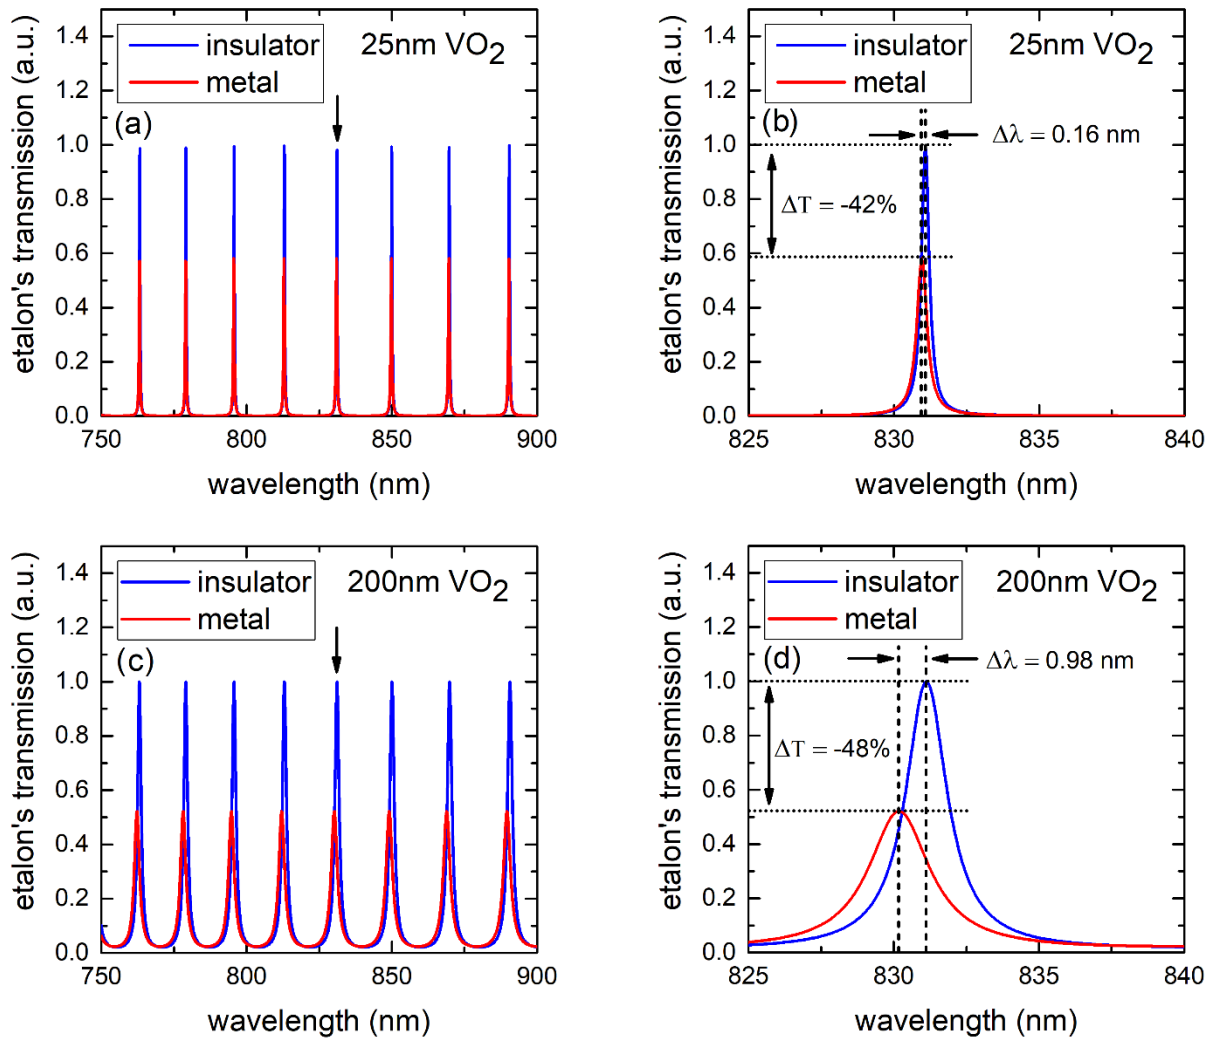 etalon's transmission (a.u.)
1.4
1.2
1.0
0.8
0.6
0.4
0.2
0.0
insulator
metal
25nm VO2
(a)
750
800
850
900
wavelength (nm)
etalon's transmission (a.u.)
1.4
1.2
1.0
0.8
0.6
0.4
0.2
0.0
insulator
metal
25nm VO2
(b)
Δλ = 0.16 nm
ΔT = -42%
825
830
835
840
wavelength (nm)
etalon's transmission (a.u.)
1.4
1.2
1.0
0.8
0.6
0.4
0.2
0.0
insulator
metal
200nm VO2
(c)
750
800
850
900
wavelength (nm)
etalon's transmission (a.u.)
1.4
1.2
1.0
0.8
0.6
0.4
0.2
0.0
insulator
metal
200nm VO2
(d)
Δλ = 0.98 nm
ΔT = -48%
825
830
835
840
wavelength (nm)